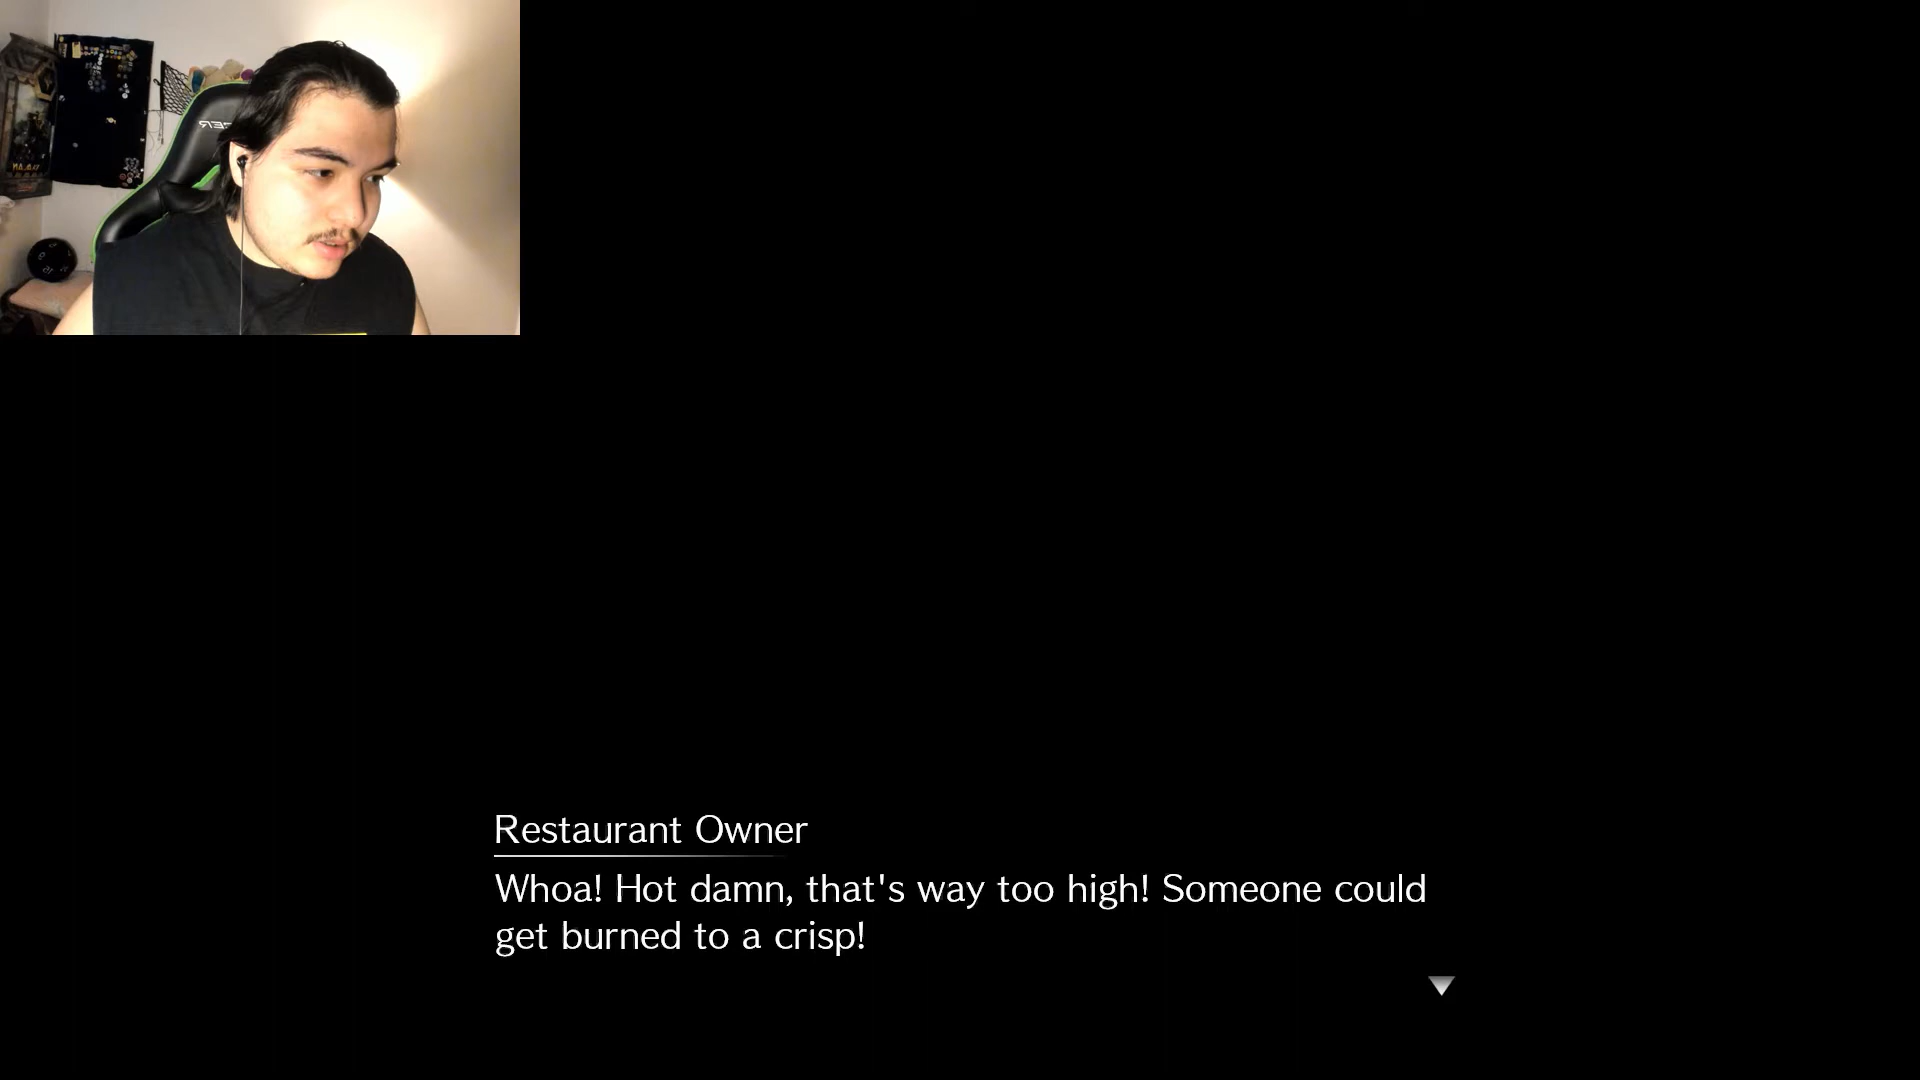 Restaurant Owner
Whoa! Hot damn, that's way too high! Someone could
get burned to a crisp!